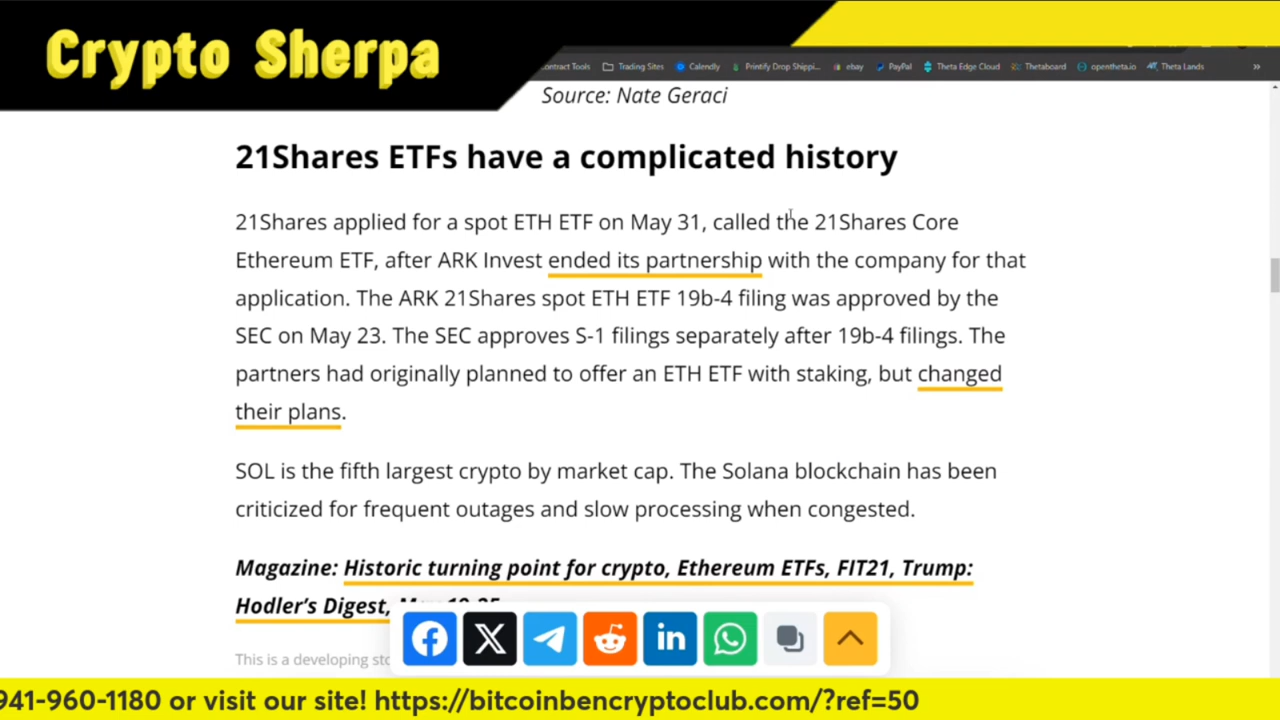 Crypto Sherpa
ontract Tools Trading Sites Calendly Printify Drop Shippi... ebay PayPal Theta Edge Cloud Thetaboard opentheta.io Theta Lands »
Source: Nate Geraci
21Shares ETFs have a complicated history
21Shares applied for a spot ETH ETF on May 31, called the 21Shares Core
Ethereum ETF, after ARK Invest ended its partnership with the company for that
application. The ARK 21Shares spot ETH ETF 19b-4 filing was approved by the
SEC on May 23. The SEC approves S-1 filings separately after 19b-4 filings. The
partners had originally planned to offer an ETH ETF with staking, but changed
their plans.
SOL is the fifth largest crypto by market cap. The Solana blockchain has been
criticized for frequent outages and slow processing when congested.
Magazine: Historic turning point for crypto, Ethereum ETFs, FIT21, Trump:
Hodler's Digest,
This is a developing
941-960-1180 or visit our site! https://bitcoinbencryptoclub.com/?ref=50